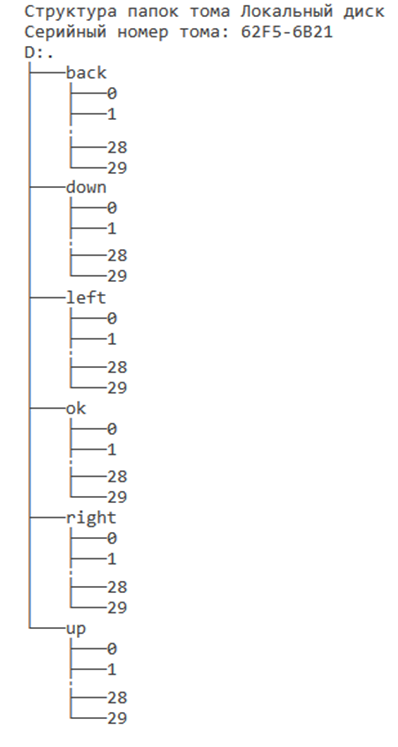 Структура папок тома Локальный диск
Серийный номер тома: 62F5-6B21
D:.
├───back
│   ├───0
│   ├───1
│   ├───28
│   └───29
├───down
│   ├───0
│   ├───1
│   ├───28
│   └───29
├───left
│   ├───0
│   ├───1
│   ├───28
│   └───29
├───ok
│   ├───0
│   ├───1
│   ├───28
│   └───29
├───right
│   ├───0
│   ├───1
│   ├───28
│   └───29
└───up
    ├───0
    ├───1
    ├───28
    └───29